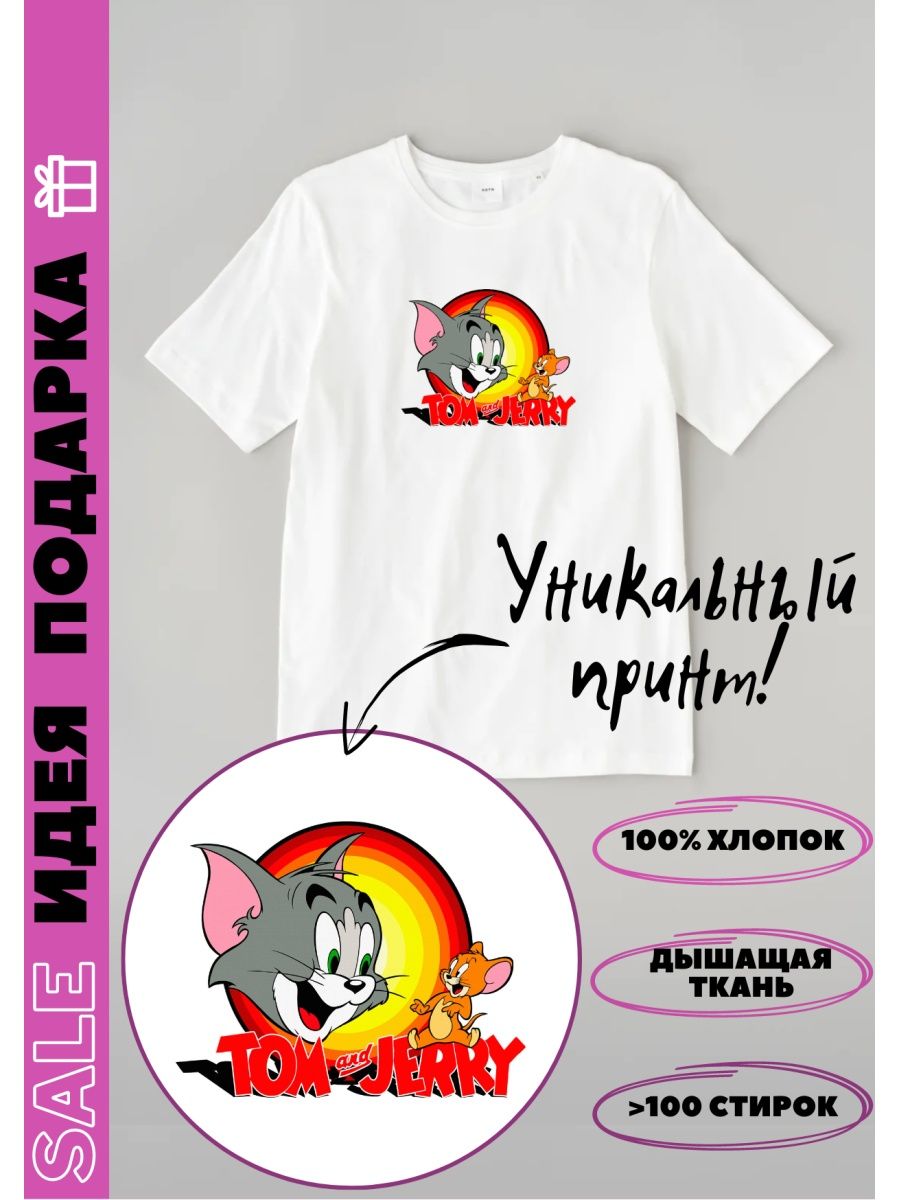 SALE ИДЕЯ ПОДАРКА
TOM and JERRY
Уникальный
принт!
TOM and JERRY
100% ХЛОПОК
ДЫШАЩАЯ
ТКАНЬ
>100 СТИРОК